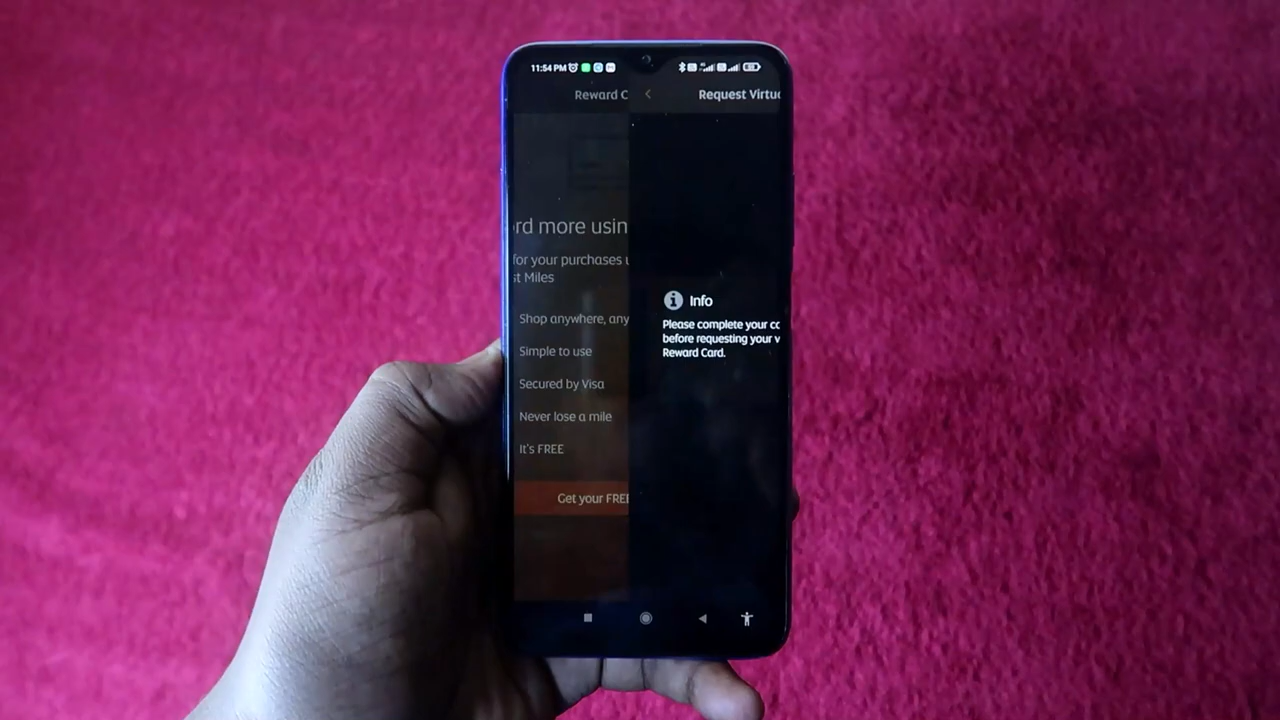 11:54 PM
Reward C
Request Virtu
rd more usin
for your purchases u
st Miles
Shop anywhere, any
Simple to use
Secured by Visa
Never lose a mile
It's FREE
Get your FREE
Info
Please complete your co
before requesting your v
Reward Card.